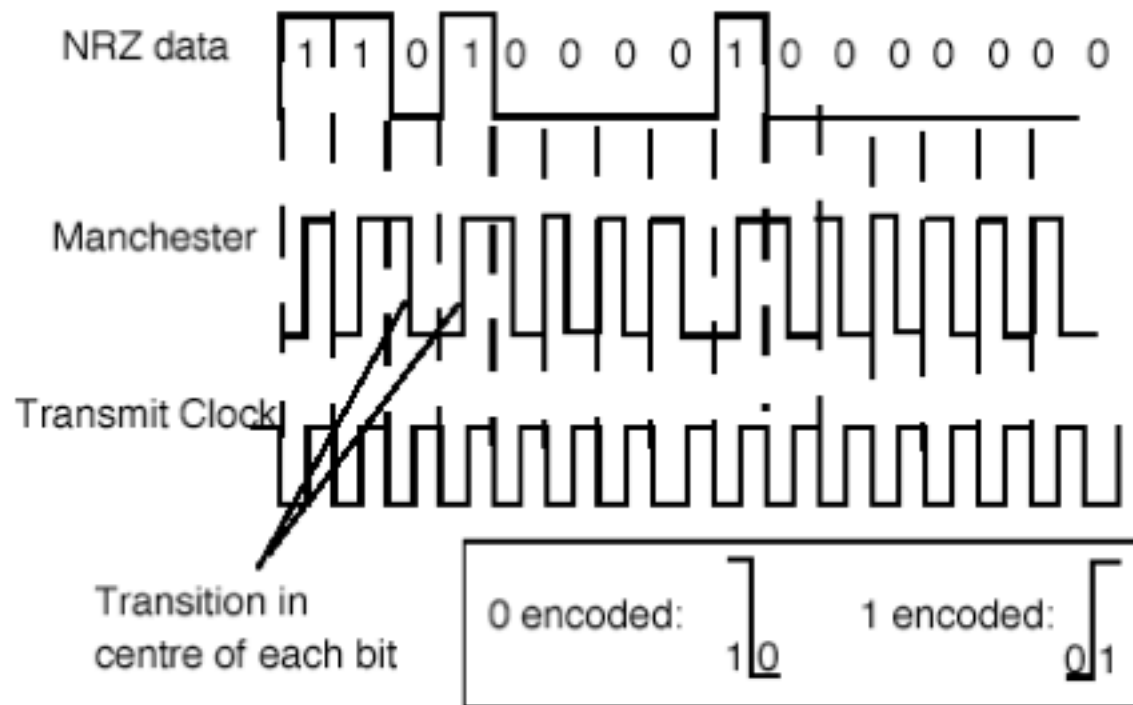 NRZ data 1 1 0 1 0 0 0 0 1 0 0 0 0 0 0 0
Manchester
Transmit Clock
Transition in
centre of each bit
0 encoded: 1 0
1 encoded: 0 1